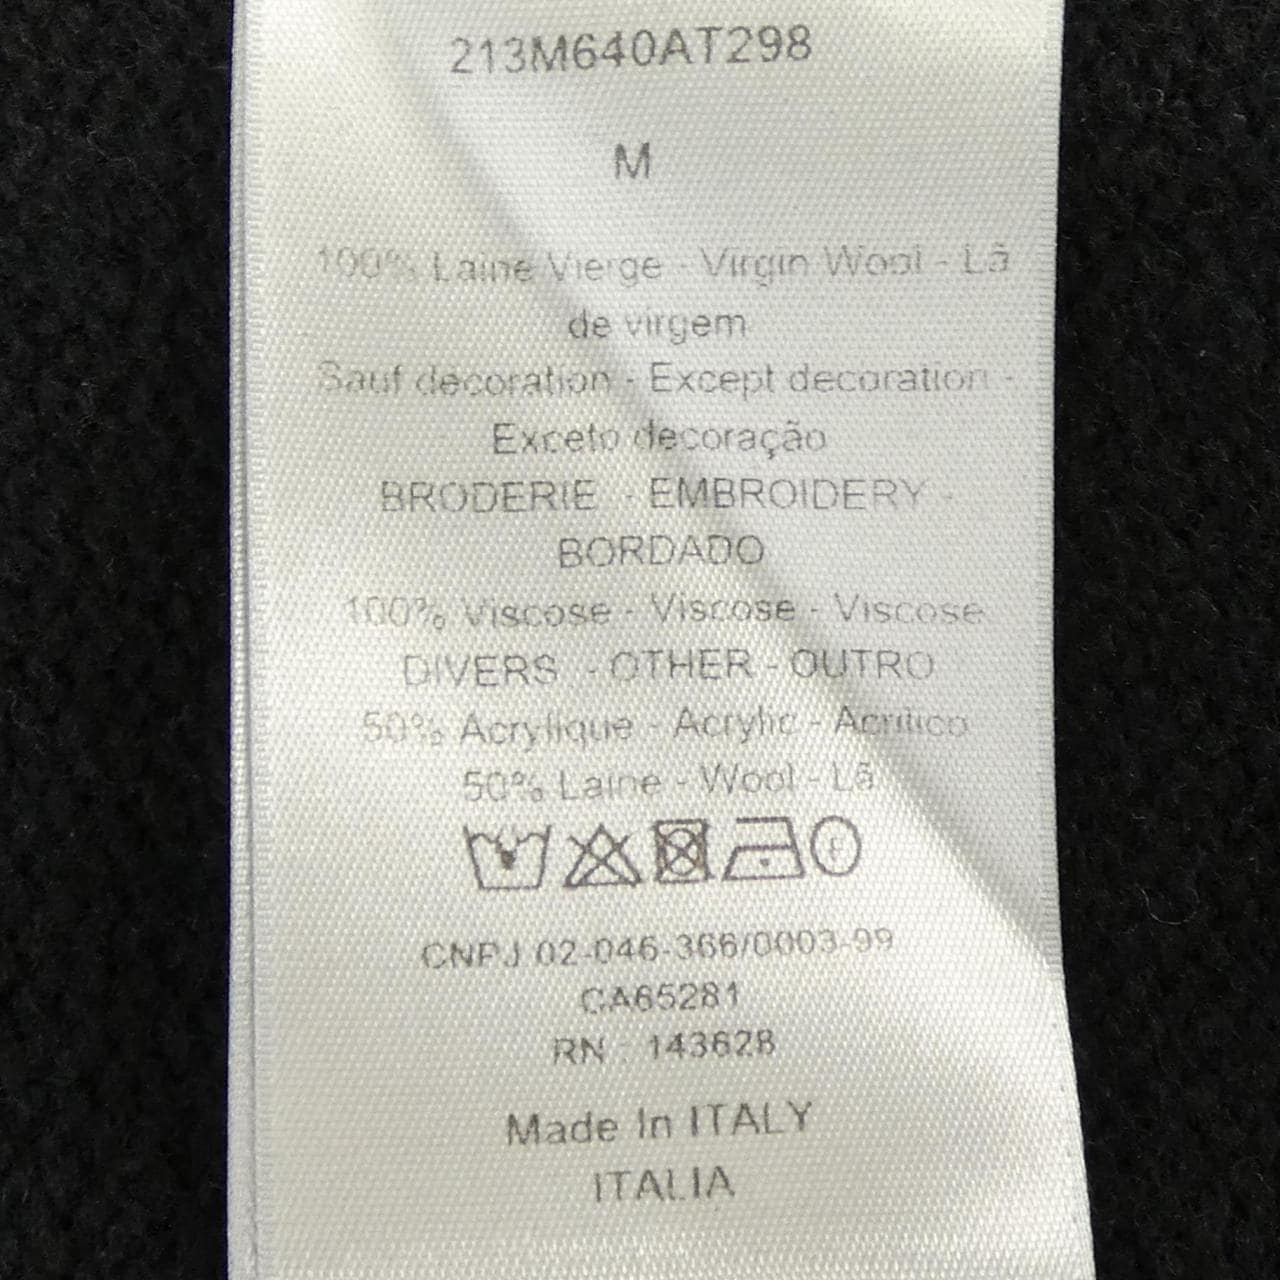 213M640AT298
M
100% Laine Vierge - Virgin Wool - Lã
de virgem
Sauf decoration - Except decoration -
Exceto decoração
BRODERIE - EMBROIDERY -
BORDADO
100% Viscose - Viscose - Viscose
DIVERS - OTHER - OUTRO
50% Acrylique - Acrylic - Acrílico
50% Laine - Wool - Lã
F
CNPJ 02-046-366/0003-99
CA65281
RN : 143628
Made In ITALY
ITALIA